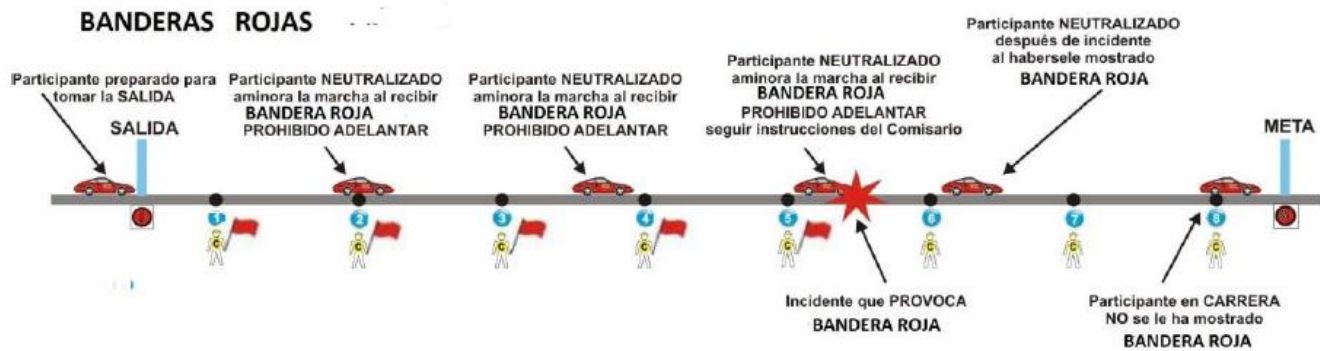 BANDERAS ROJAS
Participante preparado para
tomar la SALIDA
SALIDA
Participante NEUTRALIZADO
aminora la marcha al recibir
BANDERA ROJA
PROHIBIDO ADELANTAR
Participante NEUTRALIZADO
aminora la marcha al recibir
BANDERA ROJA
PROHIBIDO ADELANTAR
Participante NEUTRALIZADO
aminora la marcha al recibir
BANDERA ROJA
PROHIBIDO ADELANTAR
seguir instrucciones del Comisario
Participante NEUTRALIZADO
después de incidente
al habersele mostrado
BANDERA ROJA
META
1 2 3 4 5 6 7 8
C C C C C C C C
Incidente que PROVOCA
BANDERA ROJA
Participante en CARRERA
NO se le ha mostrado
BANDERA ROJA